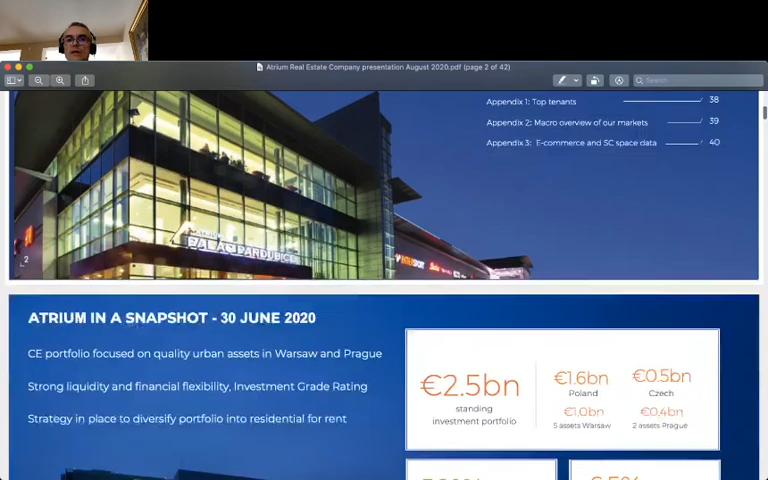 Atrium Real Estate Company presentation August 2020.pdf (page 2 of 42)
Search
Appendix 1: Top tenants 38
Appendix 2: Macro overview of our markets 39
Appendix 3: E-commerce and SC space data 40
ATRIUM
PALAC PARDUBICE
INTERSPORT
2
ATRIUM IN A SNAPSHOT - 30 JUNE 2020
CE portfolio focused on quality urban assets in Warsaw and Prague
Strong liquidity and financial flexibility, Investment Grade Rating
Strategy in place to diversify portfolio into residential for rent
€2.5bn
standing
investment portfolio
€1.6bn
Poland
€1.0bn
5 assets Warsaw
€0.5bn
Czech
€0.4bn
2 assets Prague